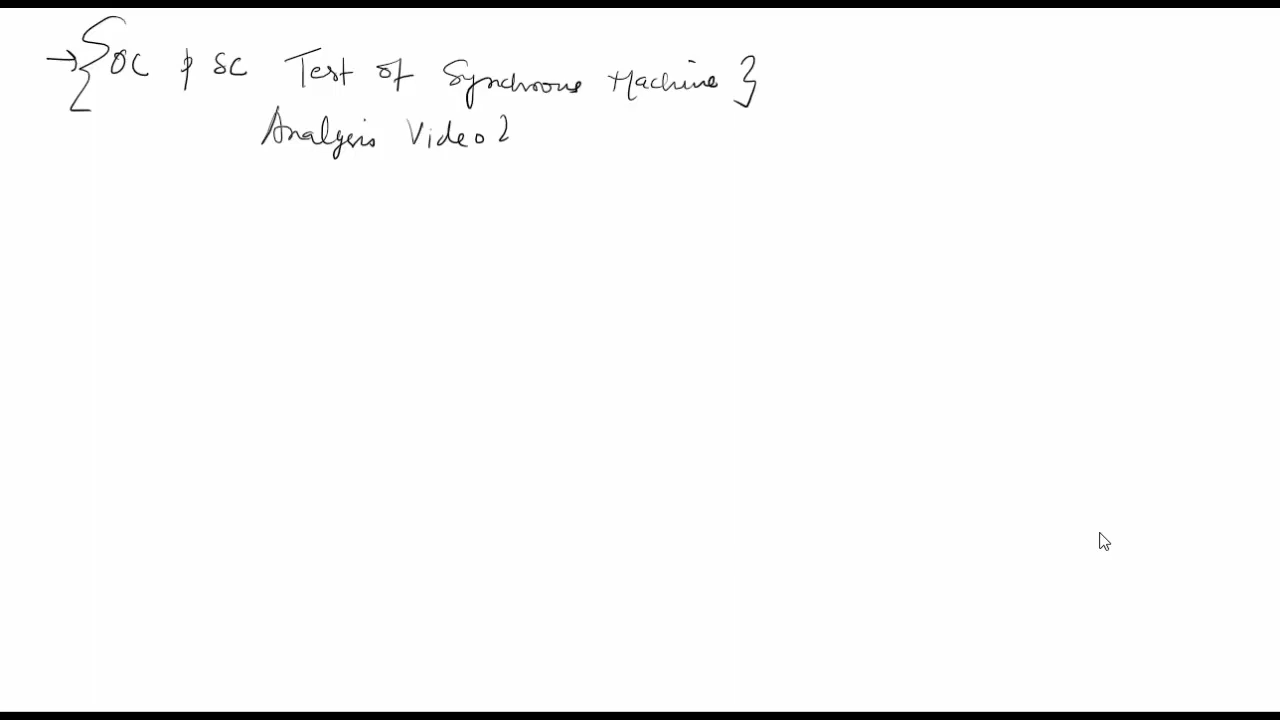 → { OC & SC Test of Synchronous Machine }
Analysis Video 2